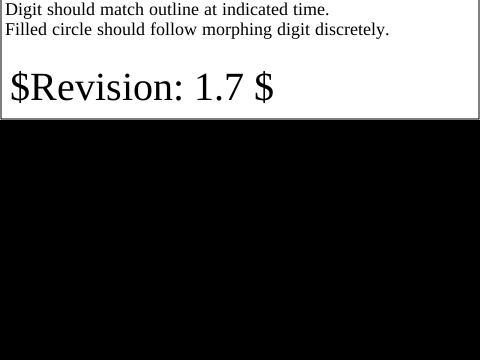 Digit should match outline at indicated time.
Filled circle should follow morphing digit discretely.
$Revision: 1.7 $